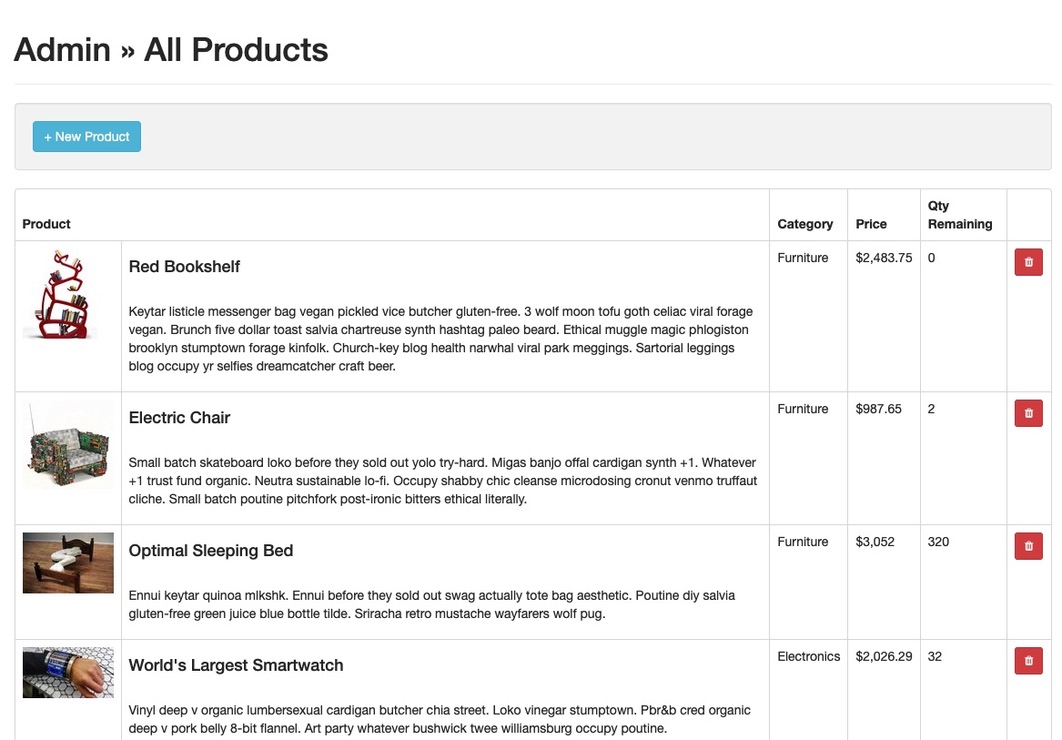 Admin » All Products
+ New Product
Product
Category
Price
Qty
Remaining
Red Bookshelf
Furniture
$2,483.75
0
Keytar listicle messenger bag vegan pickled vice butcher gluten-free. 3 wolf moon tofu goth celiac viral forage
vegan. Brunch five dollar toast salvia chartreuse synth hashtag paleo beard. Ethical muggle magic phlogiston
brooklyn stumptown forage kinfolk. Church-key blog health narwhal viral park meggings. Sartorial leggings
blog occupy yr selfies dreamcatcher craft beer.
Electric Chair
Furniture
$987.65
2
Small batch skateboard loko before they sold out yolo try-hard. Migas banjo offal cardigan synth +1. Whatever
+1 trust fund organic. Neutra sustainable lo-fi. Occupy shabby chic cleanse microdosing cronut venmo truffaut
cliche. Small batch poutine pitchfork post-ironic bitters ethical literally.
Optimal Sleeping Bed
Furniture
$3,052
320
Ennui keytar quinoa mlkshk. Ennui before they sold out swag actually tote bag aesthetic. Poutine diy salvia
gluten-free green juice blue bottle tilde. Sriracha retro mustache wayfarers wolf pug.
World's Largest Smartwatch
Electronics
$2,026.29
32
Vinyl deep v organic lumbersexual cardigan butcher chia street. Loko vinegar stumptown. Pbr&b cred organic
deep v pork belly 8-bit flannel. Art party whatever bushwick twee williamsburg occupy poutine.